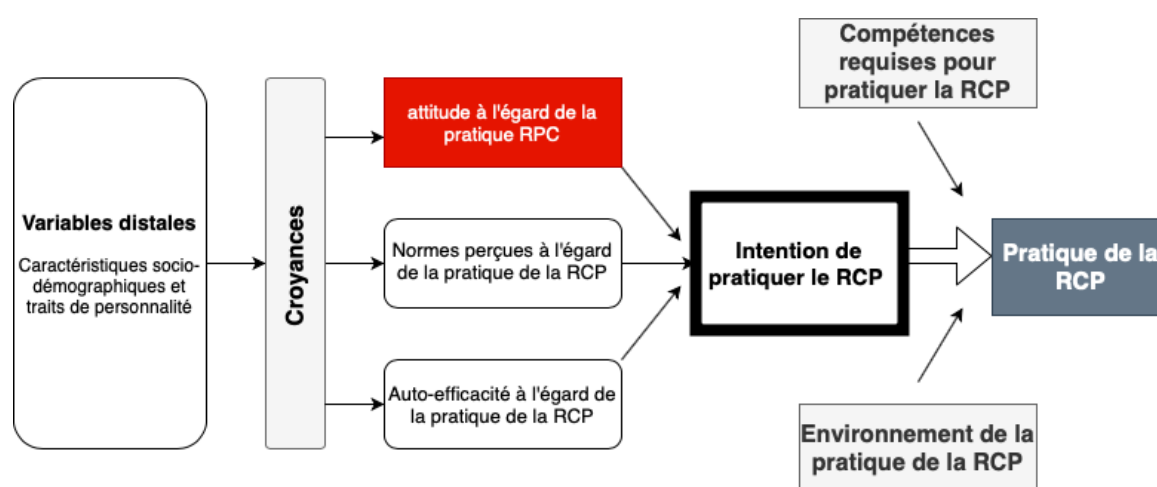 Variables distales
Caractéristiques socio-
démographiques et
traits de personnalité
Croyances
attitude à l'égard de la
pratique RPC
Normes perçues à l'égard
de la pratique de la RCP
Auto-efficacité à l'égard de
la pratique de la RCP
Intention de
pratiquer le RCP
Compétences
requises pour
pratiquer la RCP
Pratique de la
RCP
Environnement de la
pratique de la RCP